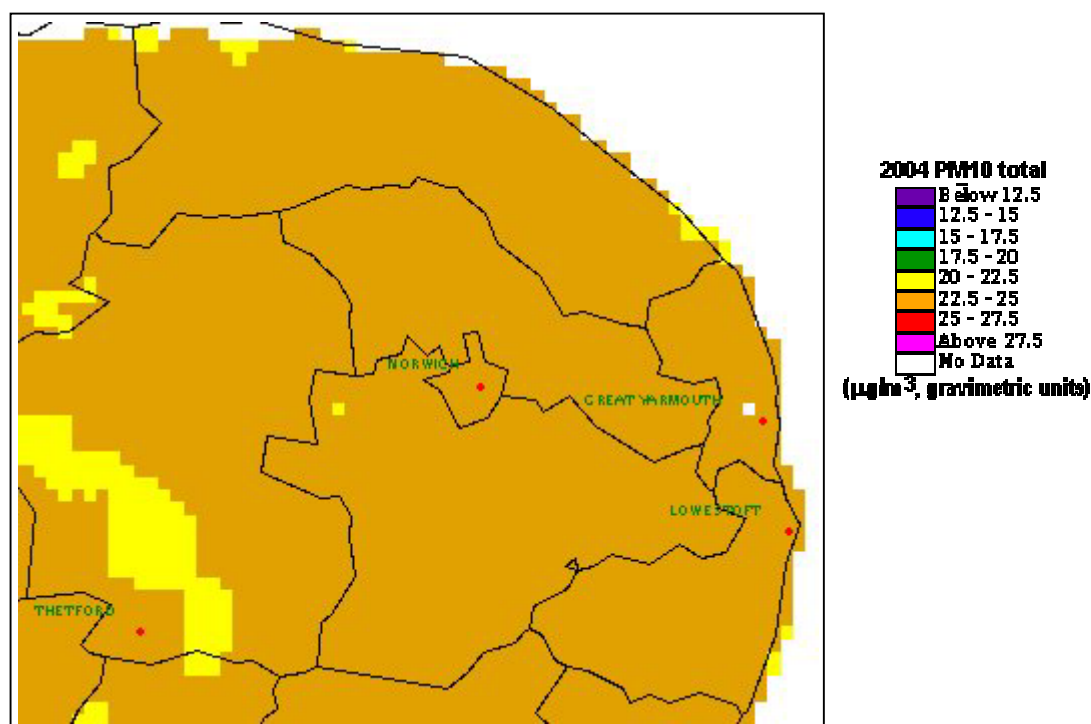 NORWICH
GREAT YARMOUTH
LOWESTOFT
THETFORD
2004 PM10 total
Below 12.5
12.5 - 15
15 - 17.5
17.5 - 20
20 - 22.5
22.5 - 25
25 - 27.5
Above 27.5
No Data
(µg/m3, gravimetric units)